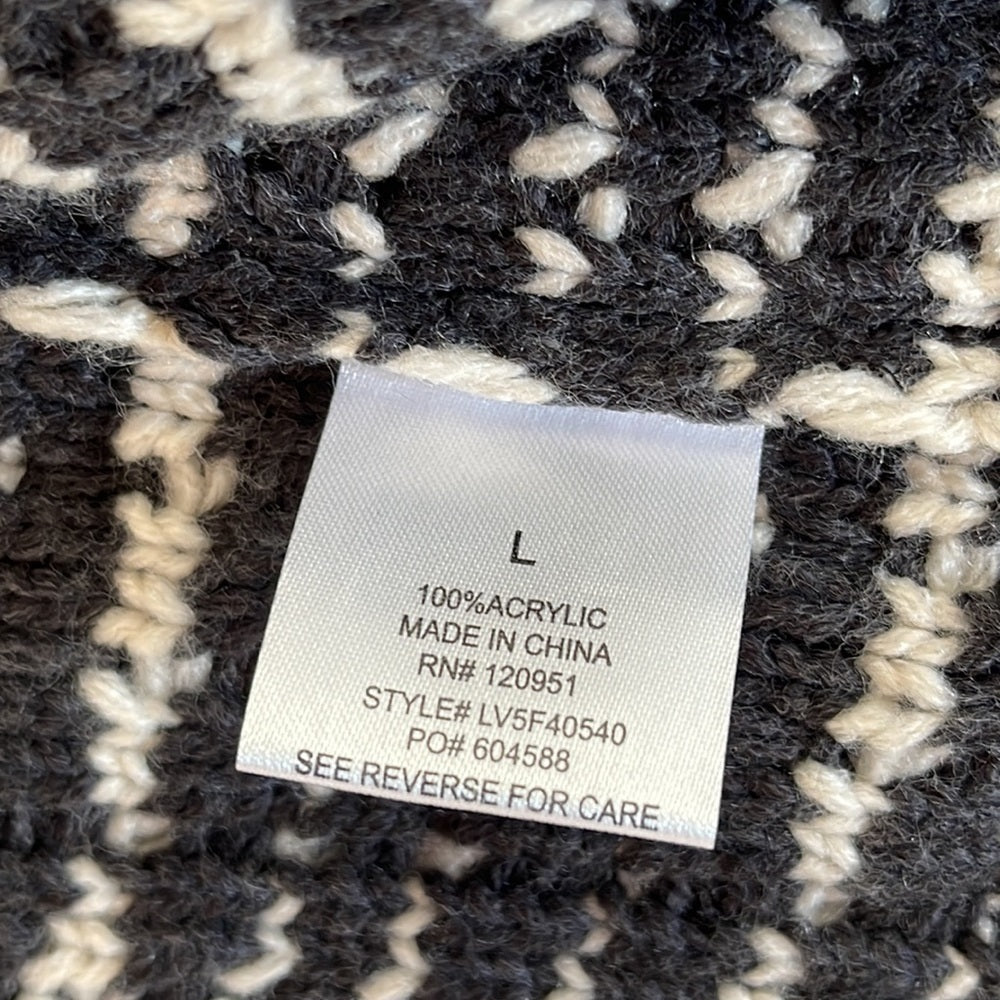 L
100%ACRYLIC
MADE IN CHINA
RN# 120951
STYLE# LV5F40540
PO# 604588
SEE REVERSE FOR CARE